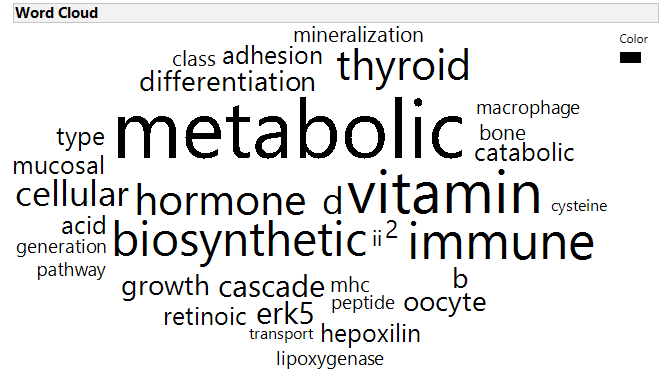 Word Cloud
mineralization
Color
class adhesion thyroid
differentiation
metabolic macrophage
type bone
mucosal catabolic
cellular hormone d vitamin cysteine
acid biosynthetic ii 2 immune
generation
pathway
growth cascade mhc b
peptide oocyte
retinoic erk5
transport hepoxilin
lipoxygenase